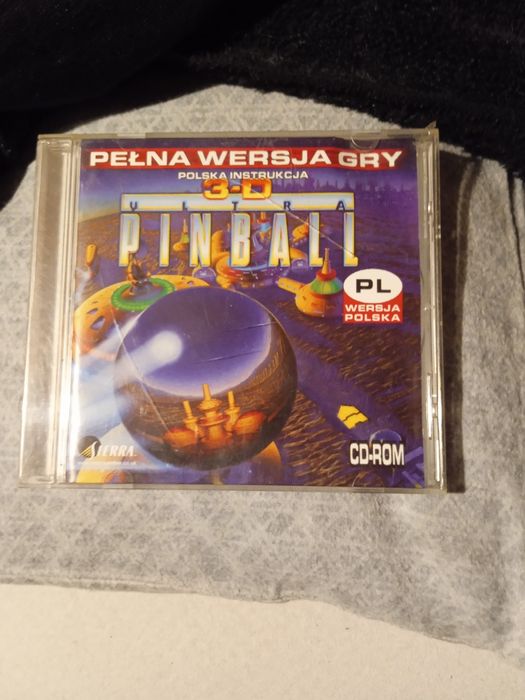 PEŁNA WERSJA GRY
POLSKA INSTRUKCJA
3-D
ULTRA
PINBALL
PL
WERSJA
POLSKA
SIERRA
CD-ROM